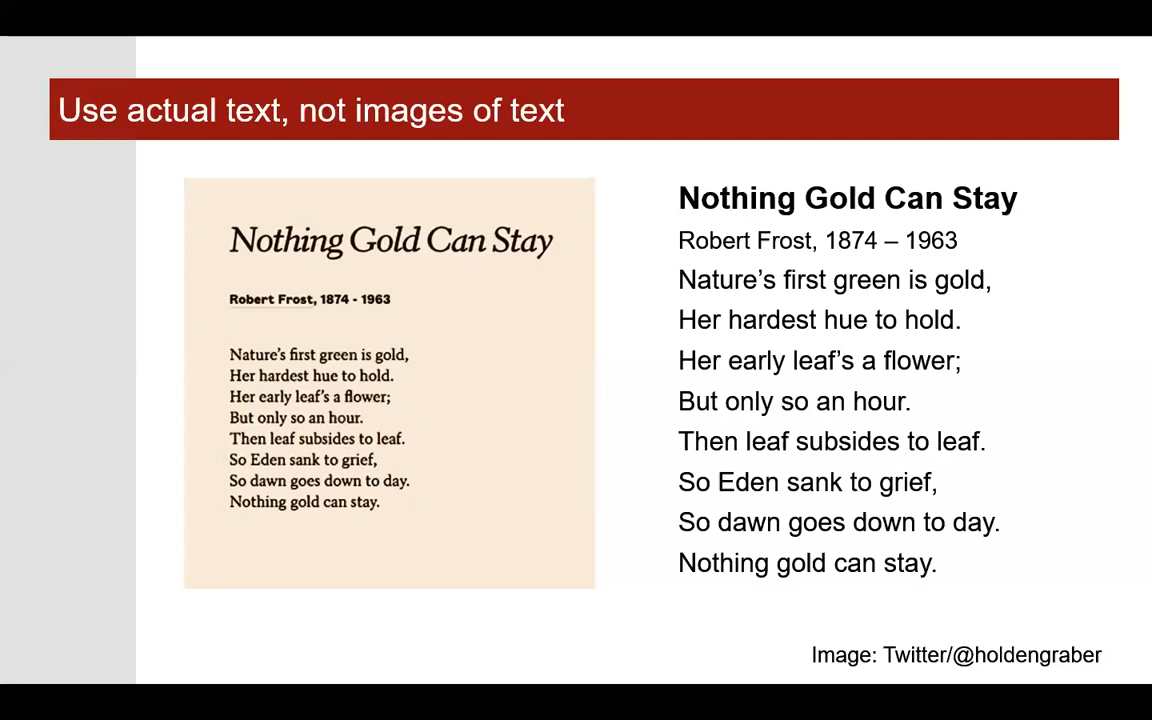 Use actual text, not images of text
Nothing Gold Can Stay
Robert Frost, 1874 - 1963
Nature’s first green is gold,
Her hardest hue to hold.
Her early leaf’s a flower;
But only so an hour.
Then leaf subsides to leaf.
So Eden sank to grief,
So dawn goes down to day.
Nothing gold can stay.
Nothing Gold Can Stay
Robert Frost, 1874 – 1963
Nature’s first green is gold,
Her hardest hue to hold.
Her early leaf’s a flower;
But only so an hour.
Then leaf subsides to leaf.
So Eden sank to grief,
So dawn goes down to day.
Nothing gold can stay.
Image: Twitter/@holdengraber